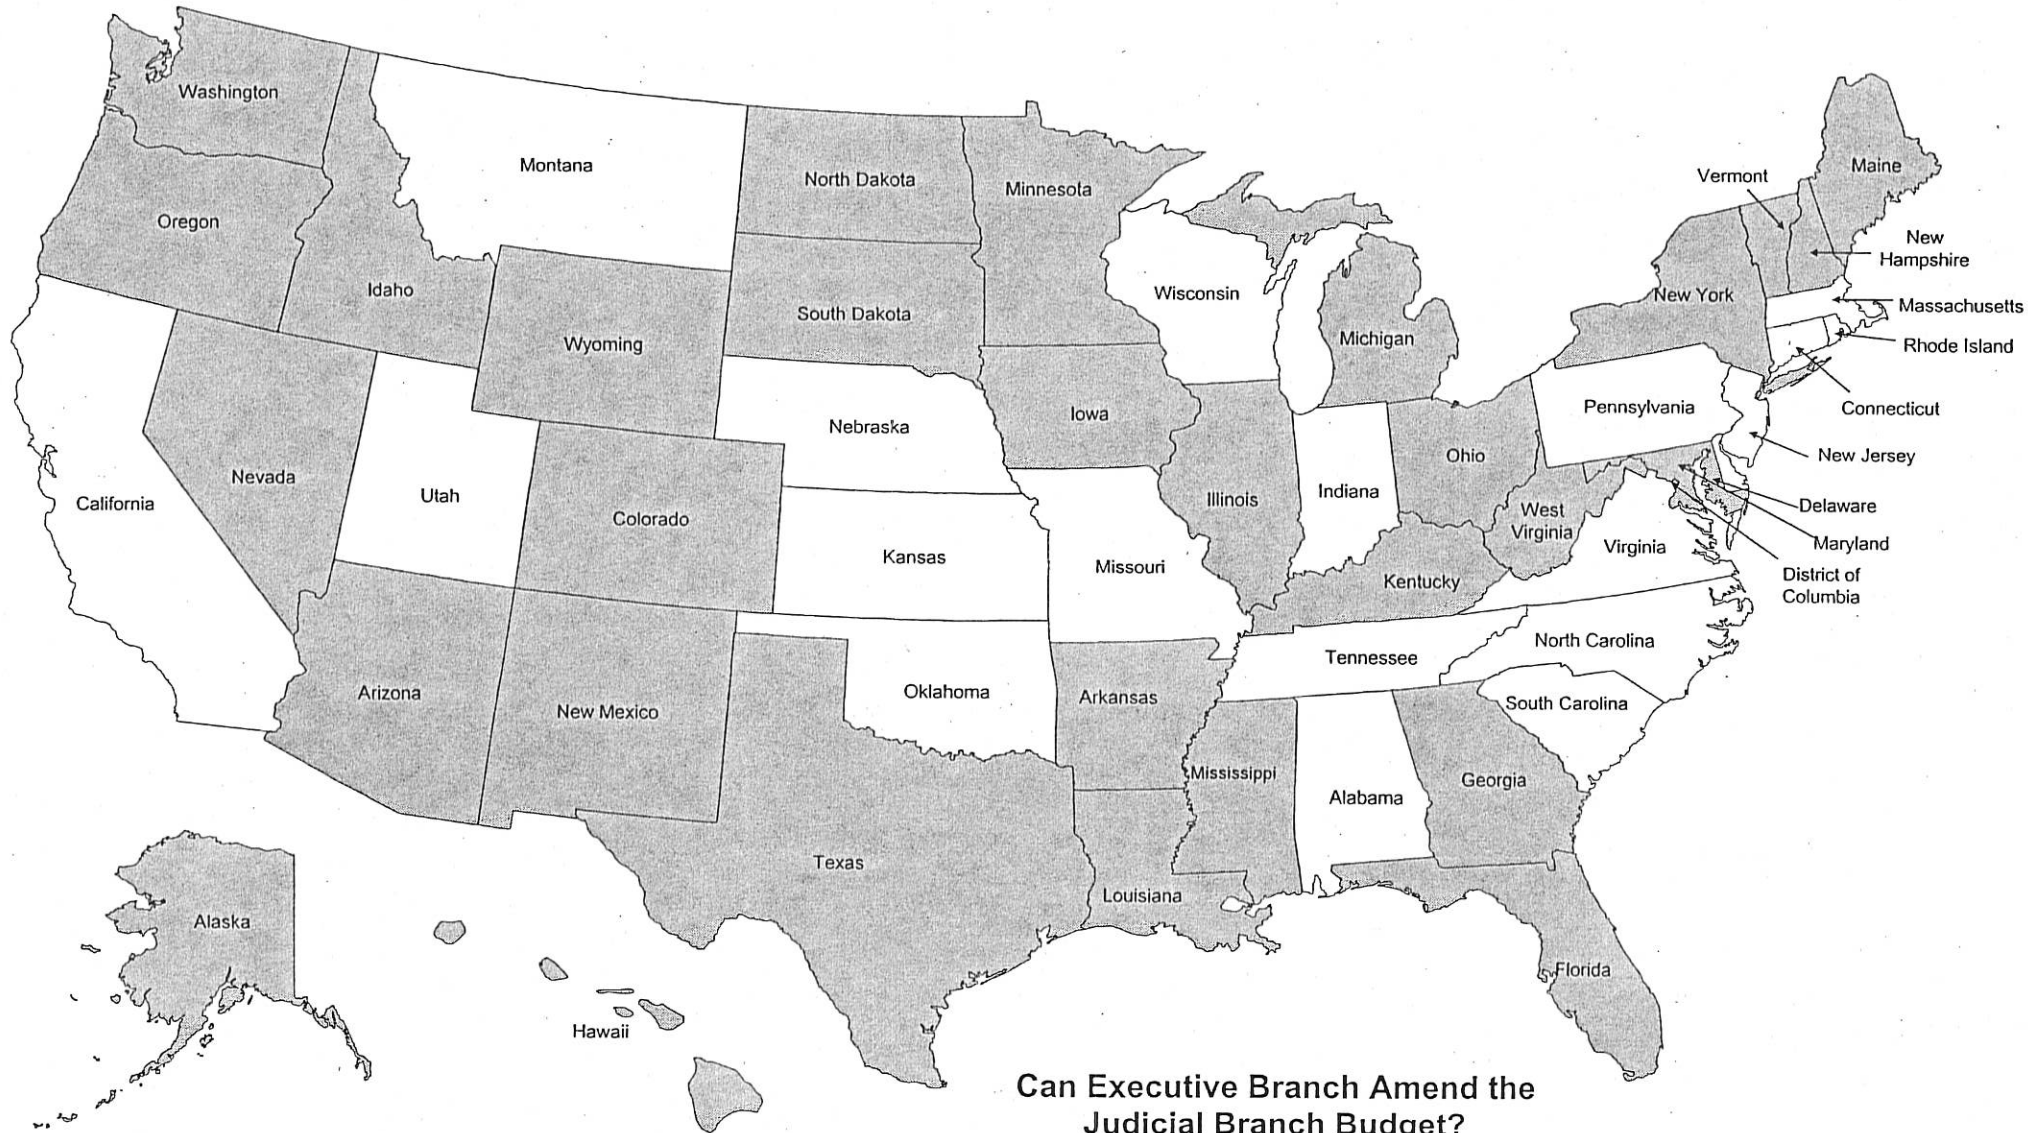 Washington
Montana
North Dakota
Minnesota
Maine
Vermont
Oregon
New
Hampshire
Idaho
Wisconsin
New York
Massachusetts
South Dakota
Wyoming
Michigan
Rhode Island
Nebraska
Iowa
Pennsylvania
Connecticut
Ohio
New Jersey
Nevada
Utah
California
Colorado
Illinois
Indiana
West
Virginia
Delaware
Maryland
Virginia
Kansas
Missouri
Kentucky
District of
Columbia
North Carolina
Tennessee
Arizona
New Mexico
Oklahoma
Arkansas
South Carolina
Mississippi
Alabama
Georgia
Texas
Louisiana
Alaska
Florida
Hawaii
Can Executive Branch Amend the
Judicial Branch Budget?